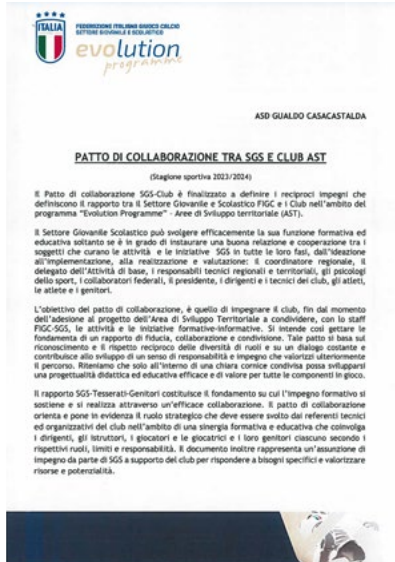 ITALIA
FEDERAZIONE ITALIANA GIUOCO CALCIO
SETTORE GIOVANILE E SCOLASTICO
evolution
programme
ASD GUALDO CASACASTALDA
PATTO DI COLLABORAZIONE TRA SGS E CLUB AST
(Stagione sportiva 2023/2024)
Il Patto di collaborazione SGS-Club è finalizzato a definire i reciproci impegni che
definiscono il rapporto tra il Settore Giovanile e Scolastico FIGC e i Club nell'ambito del
programma "Evolution Programme" - Aree di Sviluppo territoriale (AST).
Il Settore Giovanile Scolastico può svolgere efficacemente la sua funzione formativa ed
educativa soltanto se è in grado di instaurare una buona relazione e cooperazione tra i
soggetti che curano le attività e le iniziative SGS in tutte le loro fasi, dall'ideazione
all'implementazione, alla realizzazione e valutazione: il coordinatore regionale, il
delegato dell'Attività di base, i responsabili tecnici regionali e territoriali, gli psicologi
dello sport, i collaboratori federali, il presidente, i dirigenti e i tecnici dei club, gli atleti,
le atlete e i genitori.
L'obiettivo del patto di collaborazione, è quello di impegnare il club, fin dal momento
dell'adesione al progetto dell'Area di Sviluppo Territoriale a condividere, con lo staff
FIGC-SGS, le attività e le iniziative formative-informative. Si intende così gettare le
fondamenta di un rapporto di fiducia, collaborazione e condivisione. Tale patto si basa sul
riconoscimento e il rispetto reciproco delle diversità di ruoli e su un dialogo costante e
contribuisce allo sviluppo di un senso di responsabilità e impegno che valorizzi ulteriormente
il percorso. Riteniamo che solo all'interno di una chiara cornice condivisa possa svilupparsi
una progettualità didattica ed educativa efficace e di valore per tutte le componenti in gioco.
Il rapporto SGS-Tesserati-Genitori costituisce il fondamento su cui l'impegno formativo si
sostiene e si realizza attraverso un'efficace collaborazione. Il patto di collaborazione
orienta e pone in evidenza il ruolo strategico che deve essere svolto dai referenti tecnici
ed organizzativi del club nell'ambito di una sinergia formativa e educativa che coinvolga
i dirigenti, gli istruttori, i giocatori e le giocatrici e i loro genitori ciascuno secondo i
rispettivi ruoli, limiti e responsabilità. Il documento inoltre rappresenta un'assunzione di
impegno da parte di SGS a supporto del club per rispondere a bisogni specifici e valorizzare
risorse e potenzialità.